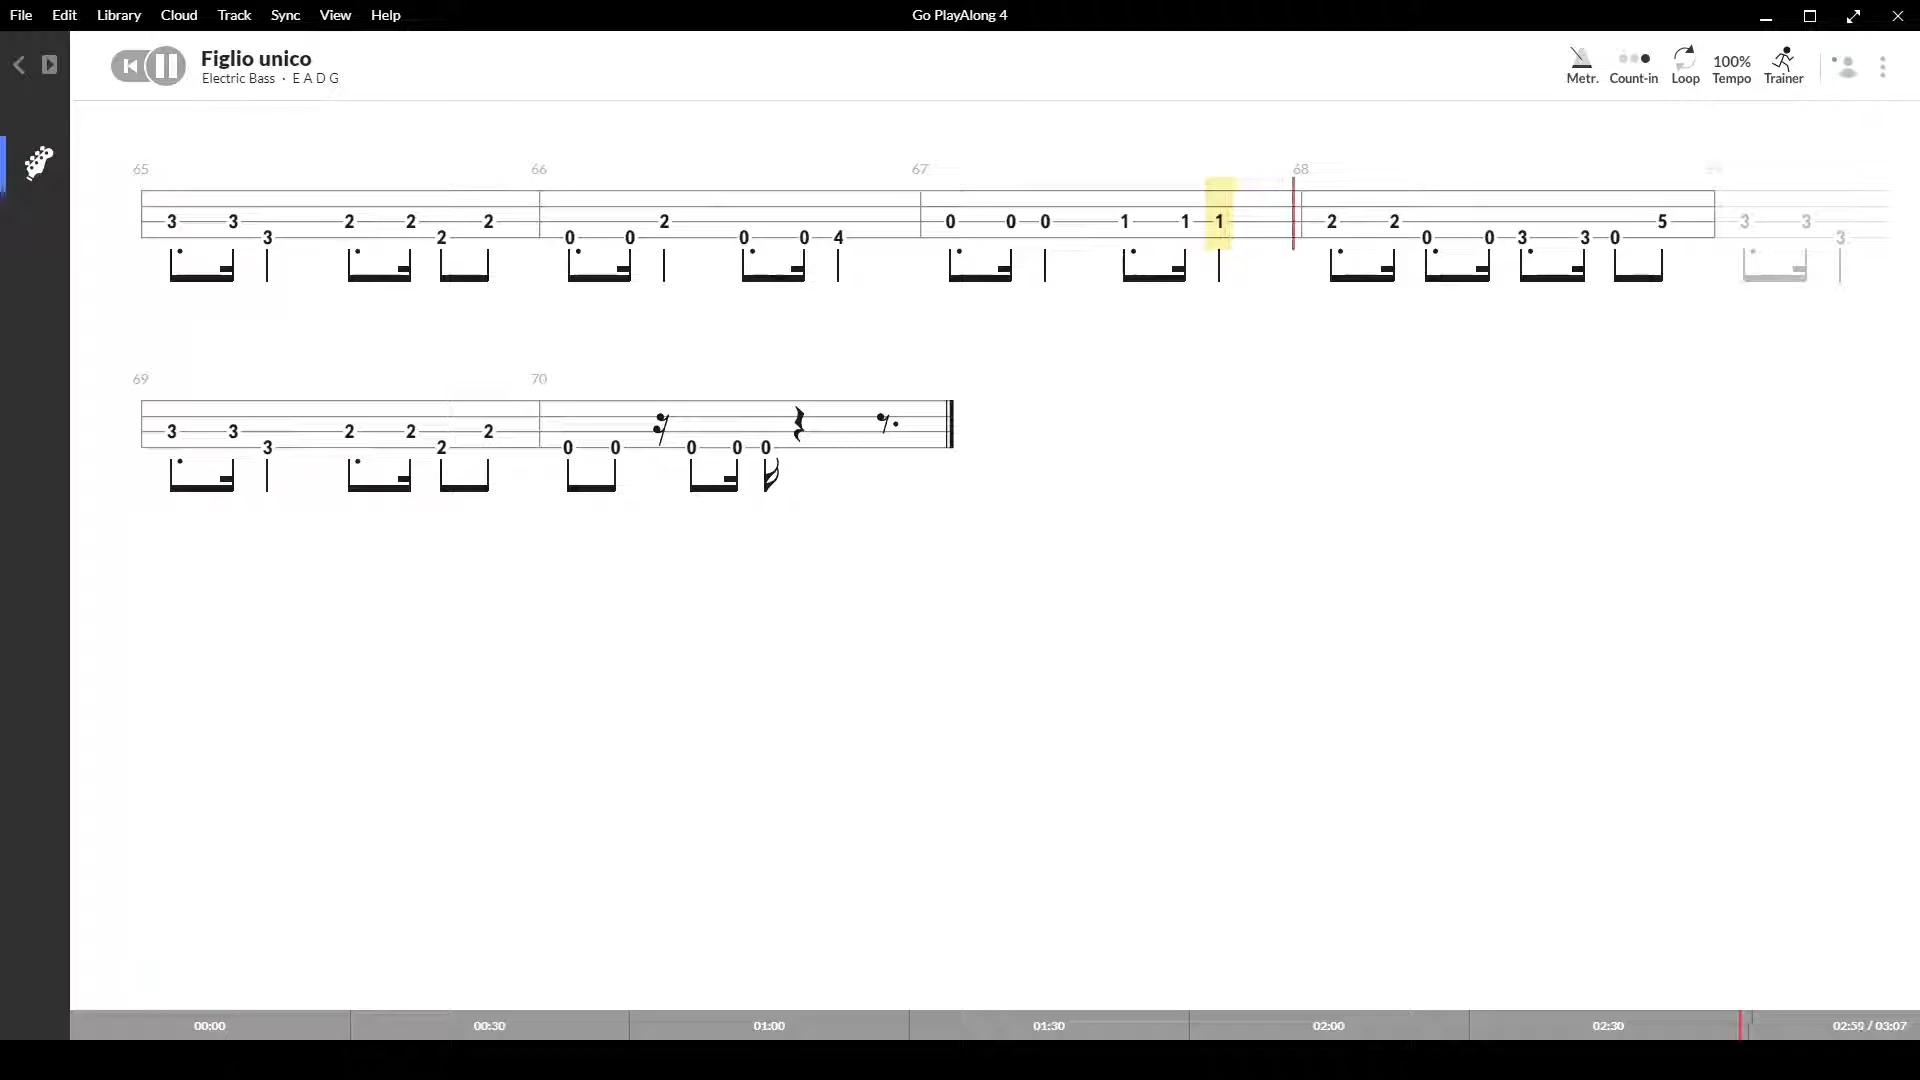 File Edit Library Cloud Track Sync View Help
Go PlayAlong 4
Figlio unico
Electric Bass · E A D G
Metr. Count-in Loop 100% Tempo Trainer
65 66 67 68
3 3 3 2 2 2 2 0 0 2 0 0 4 0 0 0 1 1 1 2 2 0 0 3 3 0 5 3 3 3
69 70
3 3 3 2 2 2 2 0 0 0 0 0
00:00 00:30 01:00 01:30 02:00 02:30 / 03:07